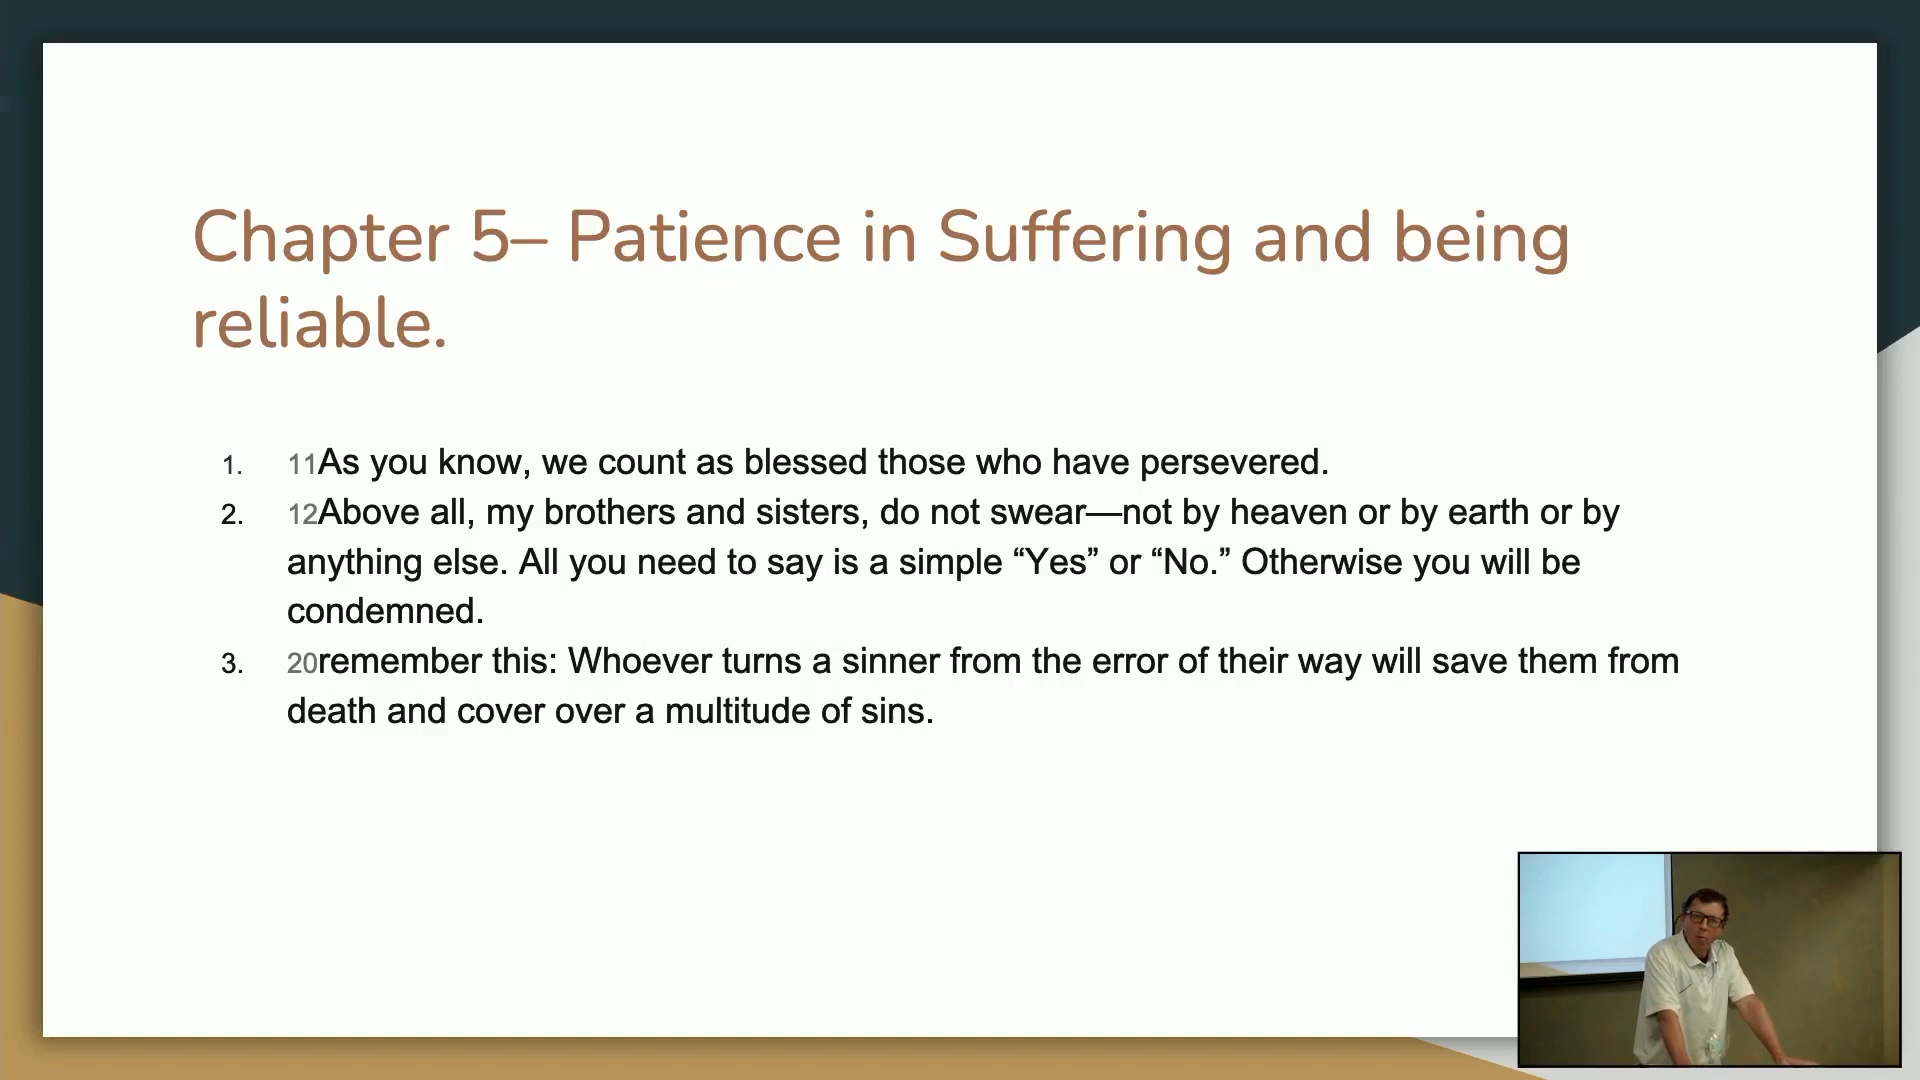 Chapter 5– Patience in Suffering and being
reliable.
1. 11As you know, we count as blessed those who have persevered.
2. 12Above all, my brothers and sisters, do not swear—not by heaven or by earth or by
anything else. All you need to say is a simple “Yes” or “No.” Otherwise you will be
condemned.
3. 20remember this: Whoever turns a sinner from the error of their way will save them from
death and cover over a multitude of sins.